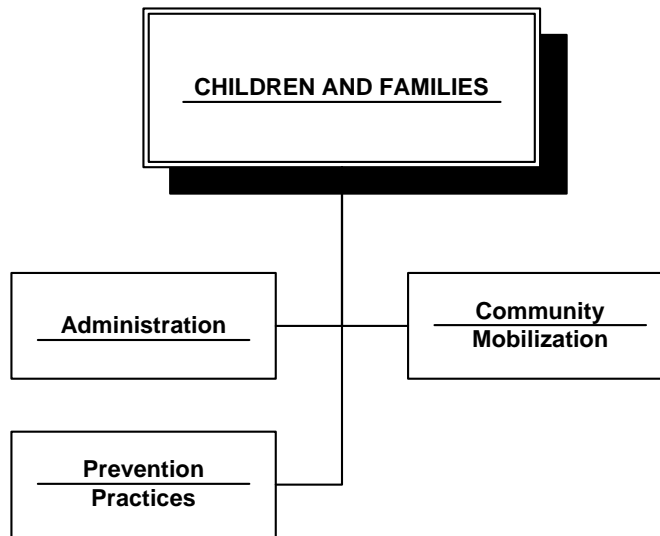 CHILDREN AND FAMILIES
Administration
Community
Mobilization
Prevention
Practices